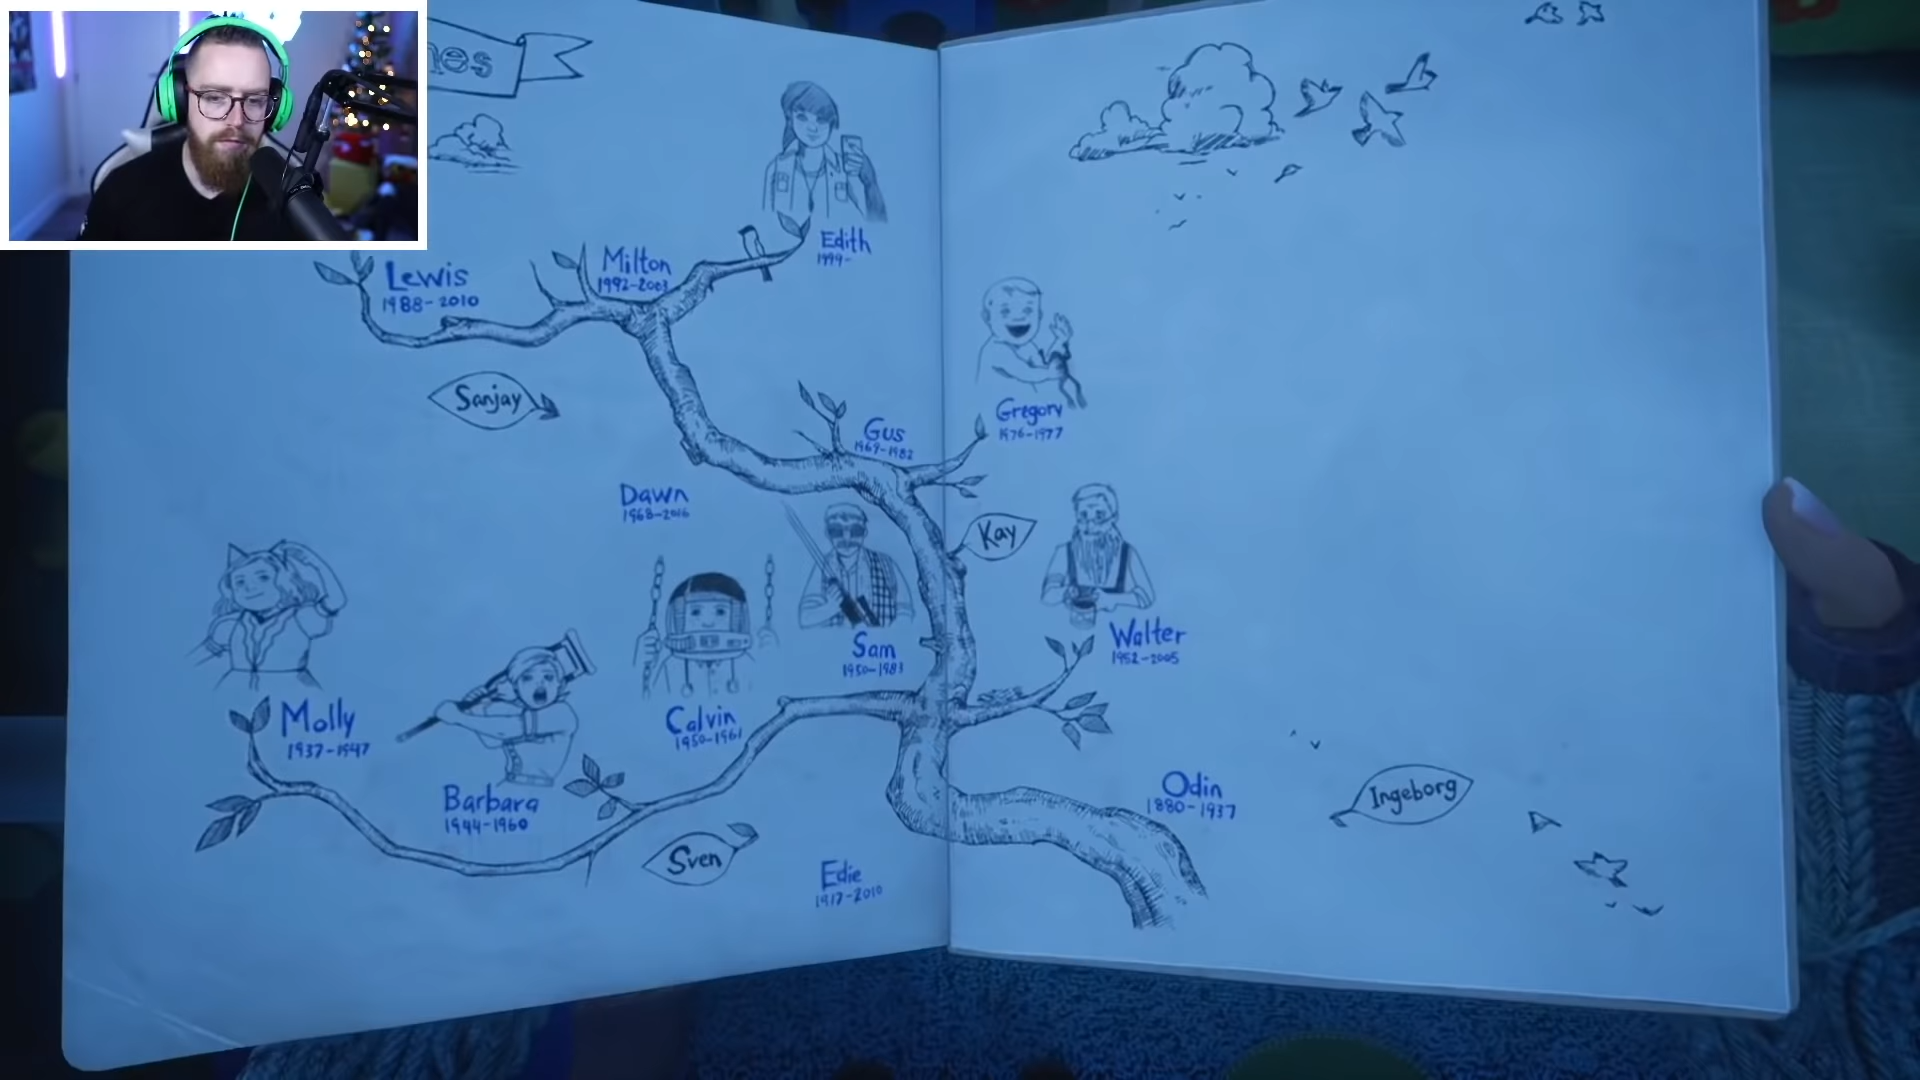 nes
Edith
1999-
Lewis
1988-2010
Milton
1992-2003
Sanjay
Gregory
1976-1977
Gus
1969-1982
Dawn
1968-2016
Kay
Sam
1950-1983
Walter
1952-2005
Molly
1937-1947
Calvin
1950-1961
Barbara
1944-1960
Sven
Odin
1880-1937
Ingeborg
Edie
1917-2010